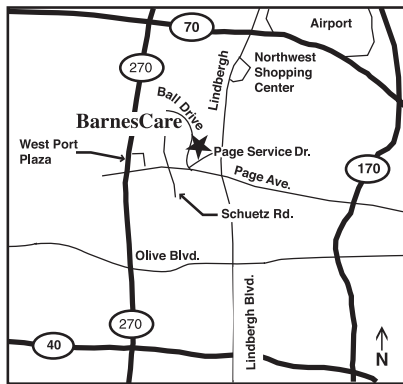 Airport
70
270
Lindbergh
Northwest
Shopping
Center
Ball Drive
BarnesCare
West Port
Plaza
Page Service Dr.
Page Ave.
170
Schuetz Rd.
Olive Blvd.
Lindbergh Blvd.
270
40
N